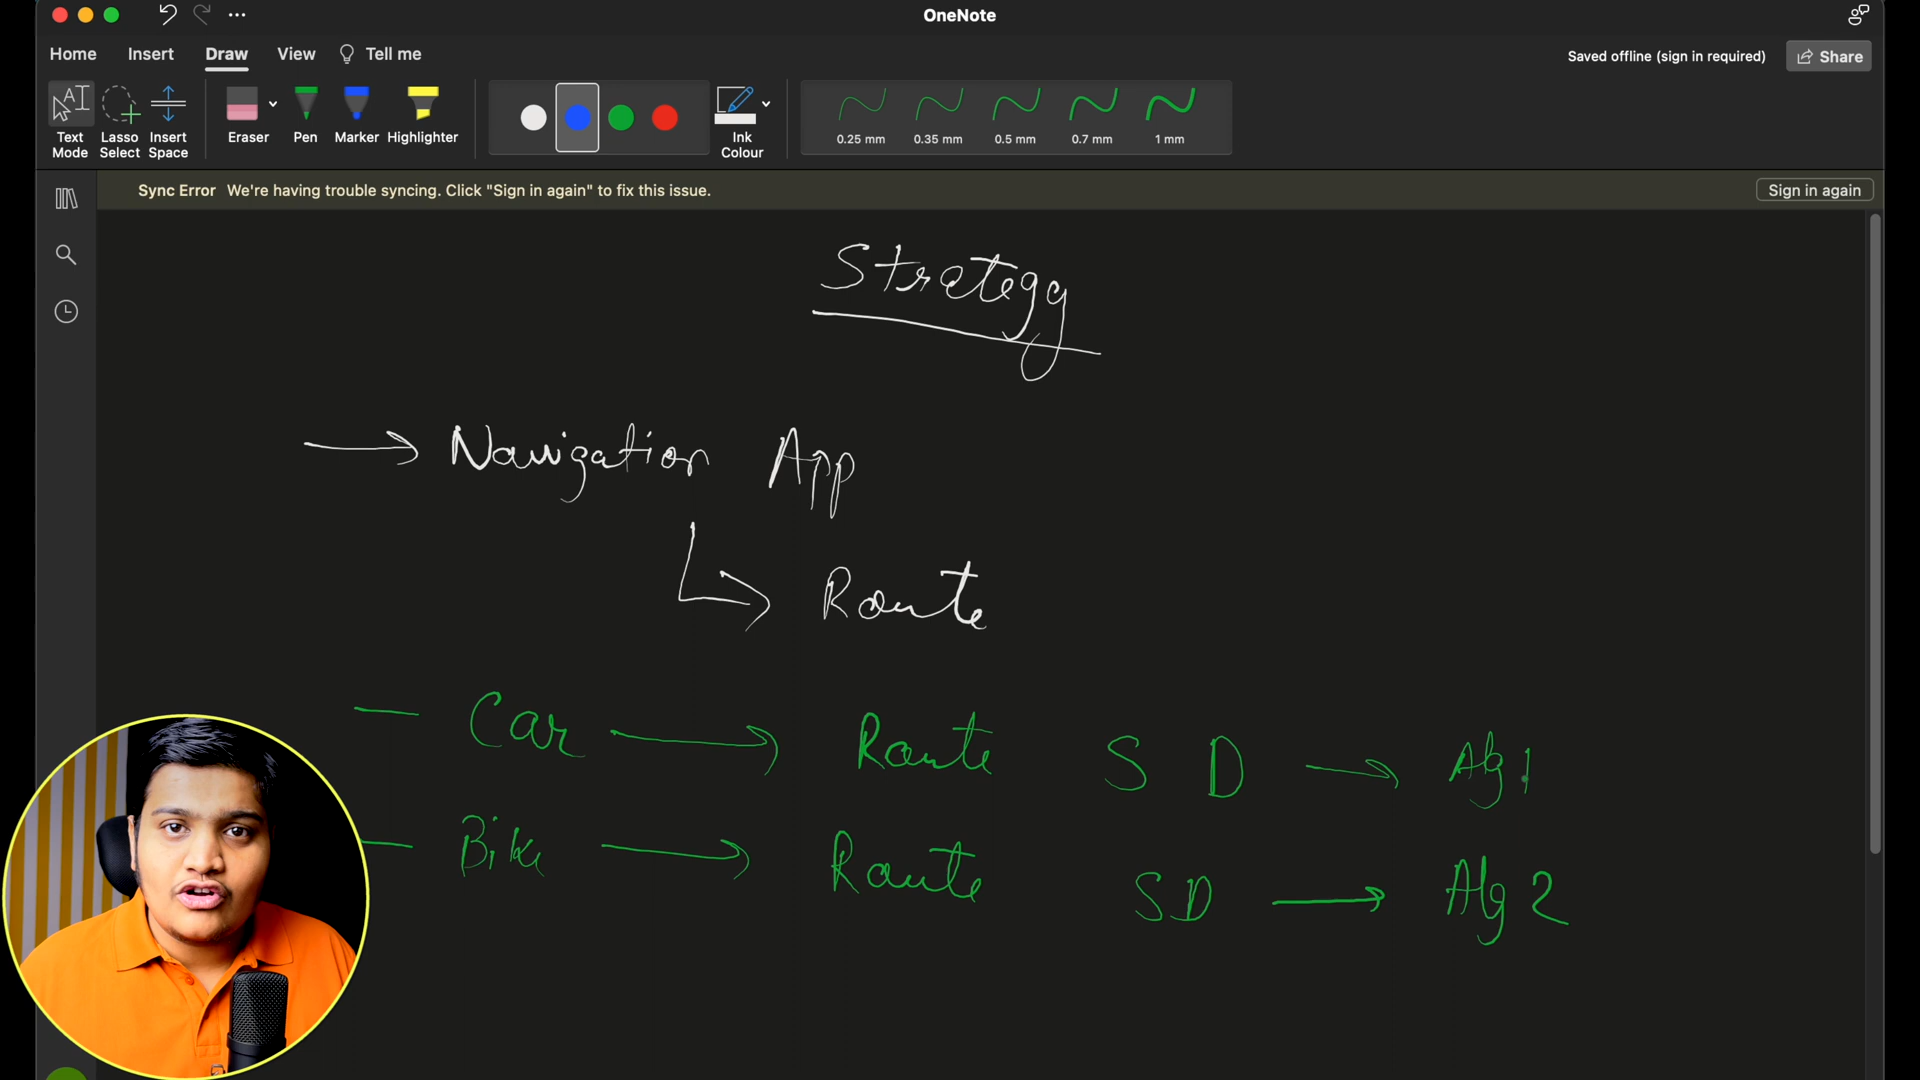 OneNote
Home Insert Draw View Tell me
Saved offline (sign in required) Share
Text Mode
Lasso Select
Insert Space
Eraser
Pen
Marker
Highlighter
Ink Colour
0.25 mm 0.35 mm 0.5 mm 0.7 mm 1 mm
Sync Error We're having trouble syncing. Click "Sign in again" to fix this issue. Sign in again
Strategy
→ Navigation App
Route
— Car → Route S D → Alg 1
— Bike → Route SD → Alg 2